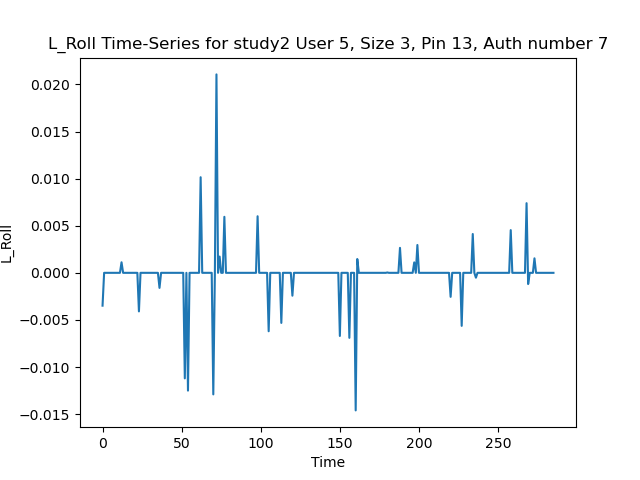 L_Roll Time-Series for study2 User 5, Size 3, Pin 13, Auth number 7
0.020
0.015
0.010
0.005
0.000
−0.005
−0.010
−0.015
L_Roll
0 50 100 150 200 250
Time